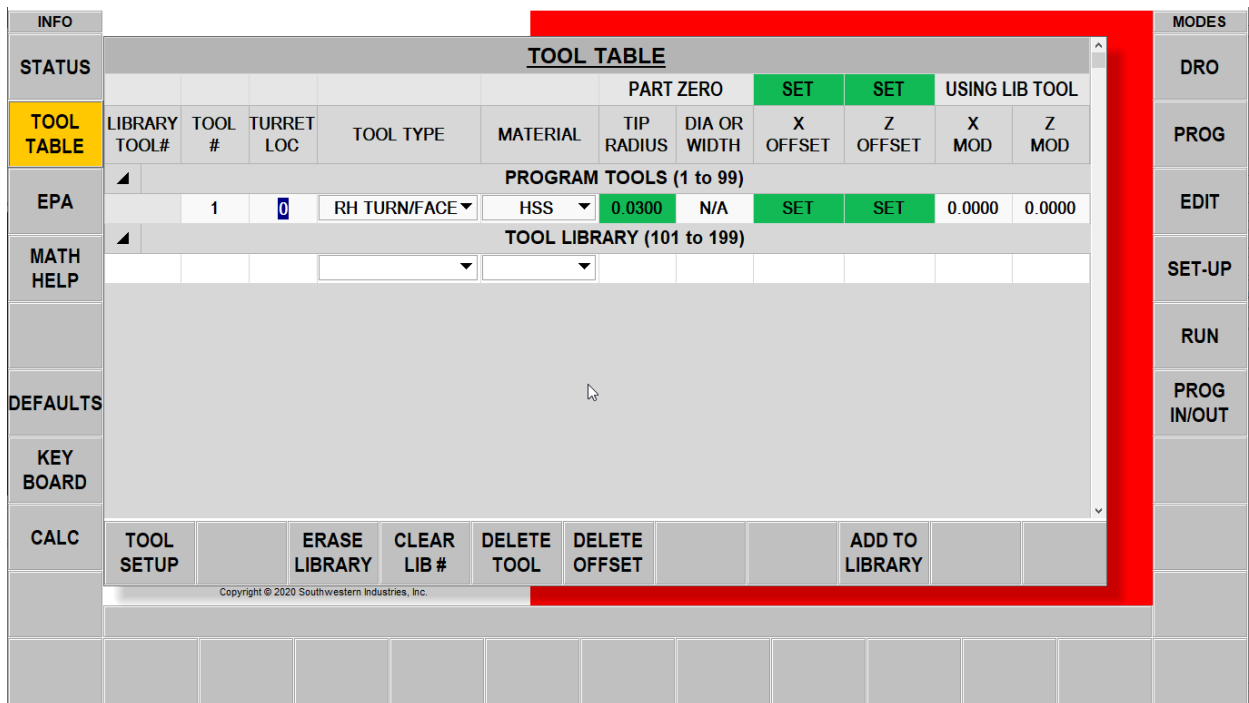 INFO
MODES
STATUS
TOOL TABLE
DRO
PART ZERO SET SET USING LIB TOOL
TOOL
TABLE
LIBRARY
TOOL#
TOOL
#
TURRET
LOC
TOOL TYPE
MATERIAL
TIP
RADIUS
DIA OR
WIDTH
X
OFFSET
Z
OFFSET
X
MOD
Z
MOD
PROG
PROGRAM TOOLS (1 to 99)
EPA
1 0 RH TURN/FACE HSS 0.0300 N/A SET SET 0.0000 0.0000
EDIT
TOOL LIBRARY (101 to 199)
MATH
HELP
SET-UP
RUN
DEFAULTS
PROG
IN/OUT
KEY
BOARD
CALC
TOOL
SETUP
ERASE
LIBRARY
CLEAR
LIB #
DELETE
TOOL
DELETE
OFFSET
ADD TO
LIBRARY
Copyright © 2020 Southwestern Industries, Inc.